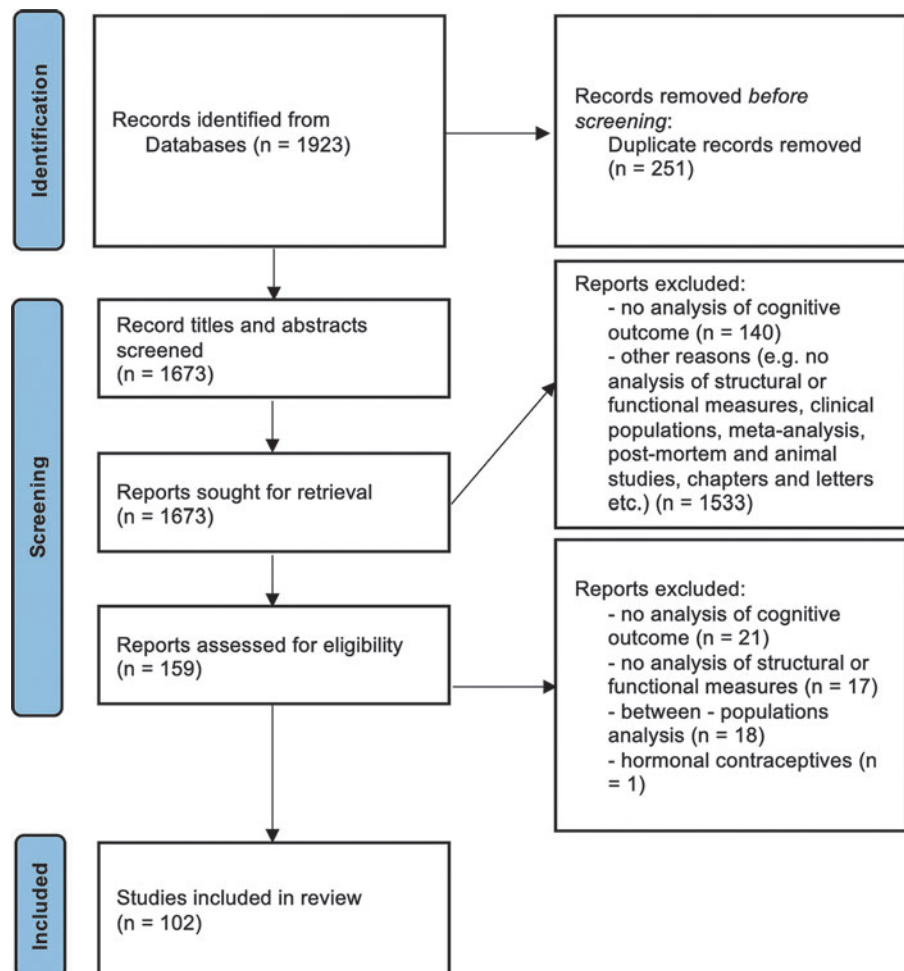 Identification
Records identified from
Databases (n = 1923)
Records removed before
screening:
Duplicate records removed
(n = 251)
Screening
Record titles and abstracts
screened
(n = 1673)
Reports excluded:
- no analysis of cognitive
outcome (n = 140)
- other reasons (e.g. no
analysis of structural or
functional measures, clinical
populations, meta-analysis,
post-mortem and animal
studies, chapters and letters
etc.) (n = 1533)
Reports sought for retrieval
(n = 1673)
Reports assessed for eligibility
(n = 159)
Reports excluded:
- no analysis of cognitive
outcome (n = 21)
- no analysis of structural or
functional measures (n = 17)
- between - populations
analysis (n = 18)
- hormonal contraceptives (n
= 1)
Included
Studies included in review
(n = 102)